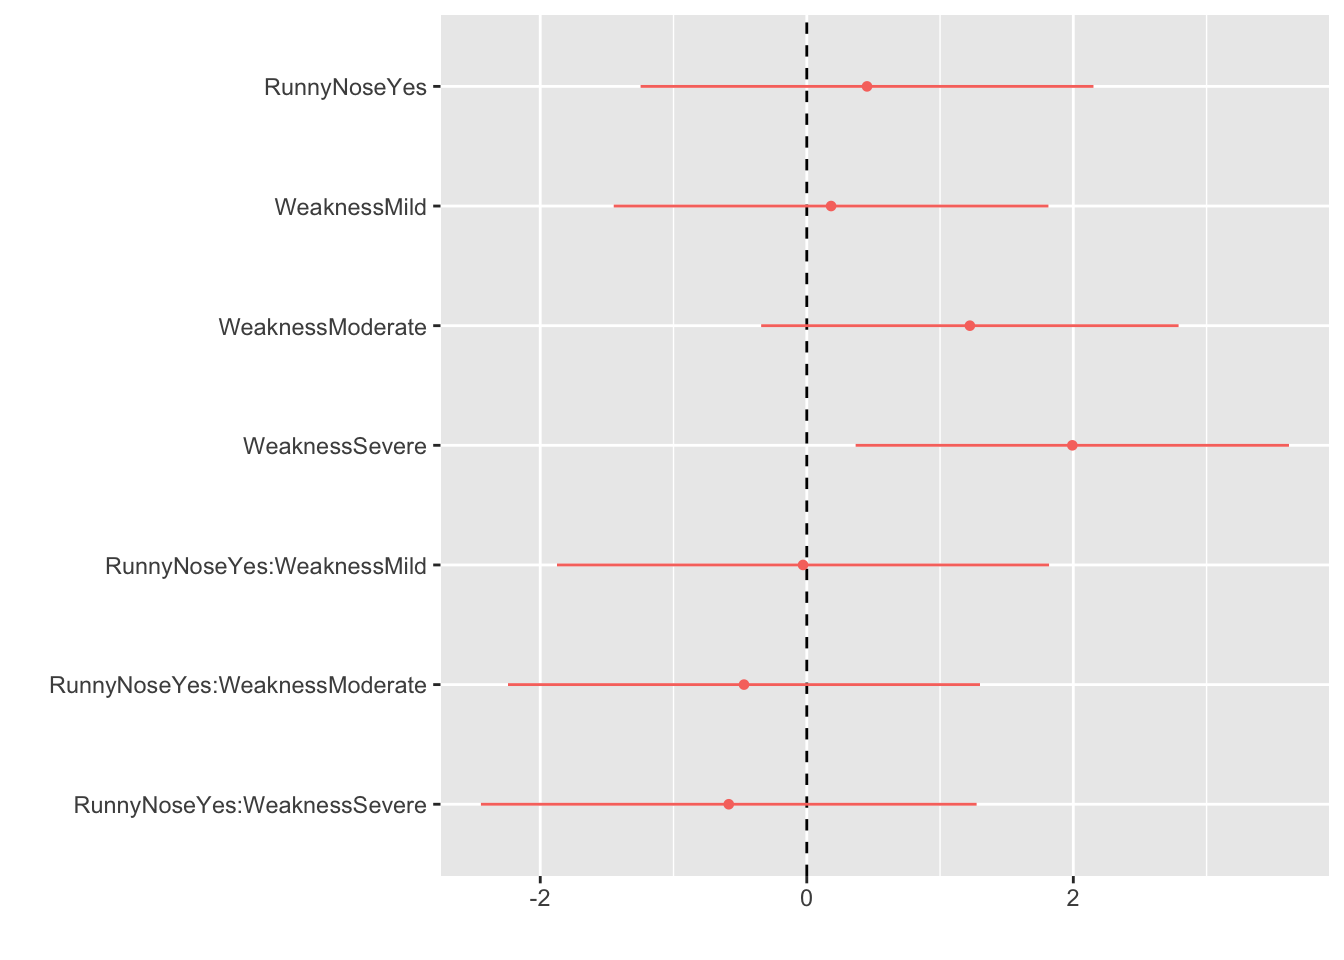 RunnyNoseYes
WeaknessMild
WeaknessModerate
WeaknessSevere
RunnyNoseYes:WeaknessMild
RunnyNoseYes:WeaknessModerate
RunnyNoseYes:WeaknessSevere
-2 0 2